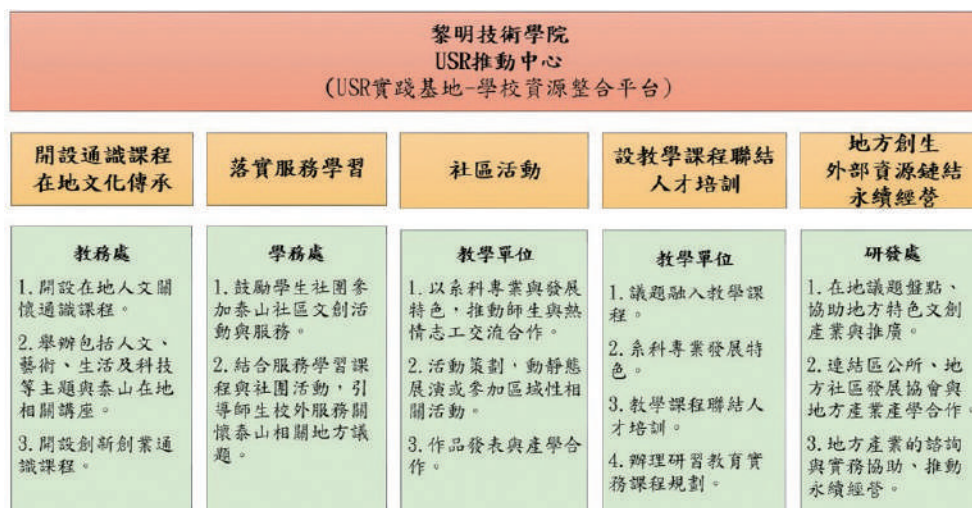 黎明技術學院
USR推動中心
(USR實踐基地-學校資源整合平台)
開設通識課程
在地文化傳承
落實服務學習
社區活動
設教學課程聯結
人才培訓
地方創生
外部資源鏈結
永續經營
教務處
1.開設在地人文關
懷通識課程。
2.舉辦包括人文、
藝術、生活及科技
等主題與泰山在地
相關講座。
3.開設創新創業通
識課程。
學務處
1.鼓勵學生社團參
加泰山社區文創活
動與服務。
2.結合服務學習課
程與社團活動,引
導師生校外服務關
懷泰山相關地方議
題。
教學單位
1.以系科專業與發展
特色,推動師生與熱
情志工交流合作。
2.活動策劃,動靜態
展演或參加區域性相
關活動。
3.作品發表與產學合
作。
教學單位
1.議題融入教學課
程。
2.系科專業發展特
色。
3.教學課程聯結人
才培訓。
4.辦理研習教育實
務課程規劃。
研發處
1.在地議題盤點、
協助地方特色文創
產業與推廣。
2.連結區公所、地
方社區發展協會與
地方產業產學合作。
3.地方產業的諮詢
與實務協助、推動
永續經營。